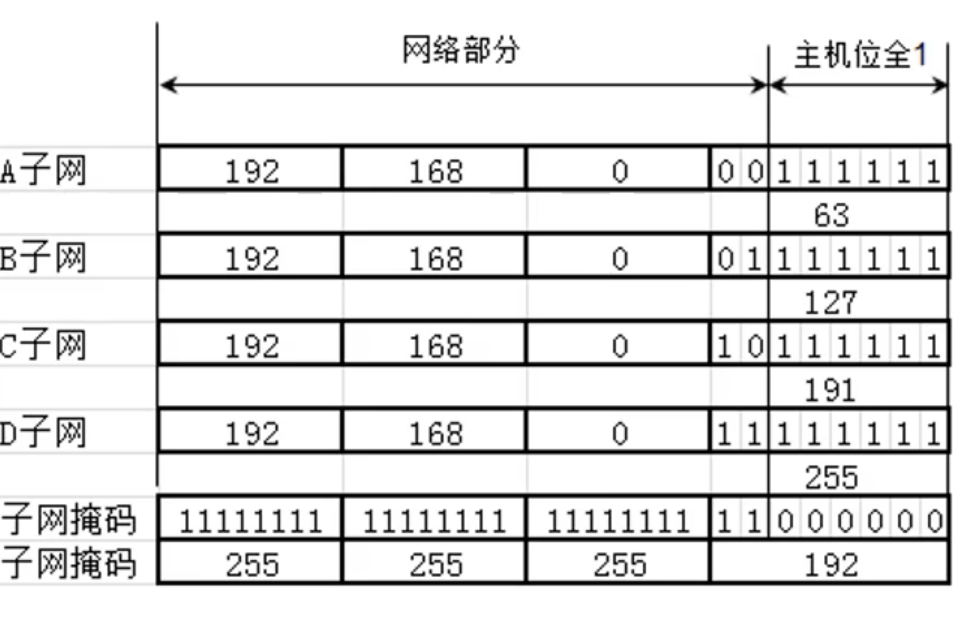 网络部分 主机位全1
A子网 192 168 0 0 0 1 1 1 1 1 1
63
B子网 192 168 0 0 1 1 1 1 1 1 1
127
C子网 192 168 0 1 0 1 1 1 1 1 1
191
D子网 192 168 0 1 1 1 1 1 1 1 1
255
子网掩码 11111111 11111111 11111111 1 1 0 0 0 0 0 0
子网掩码 255 255 255 192